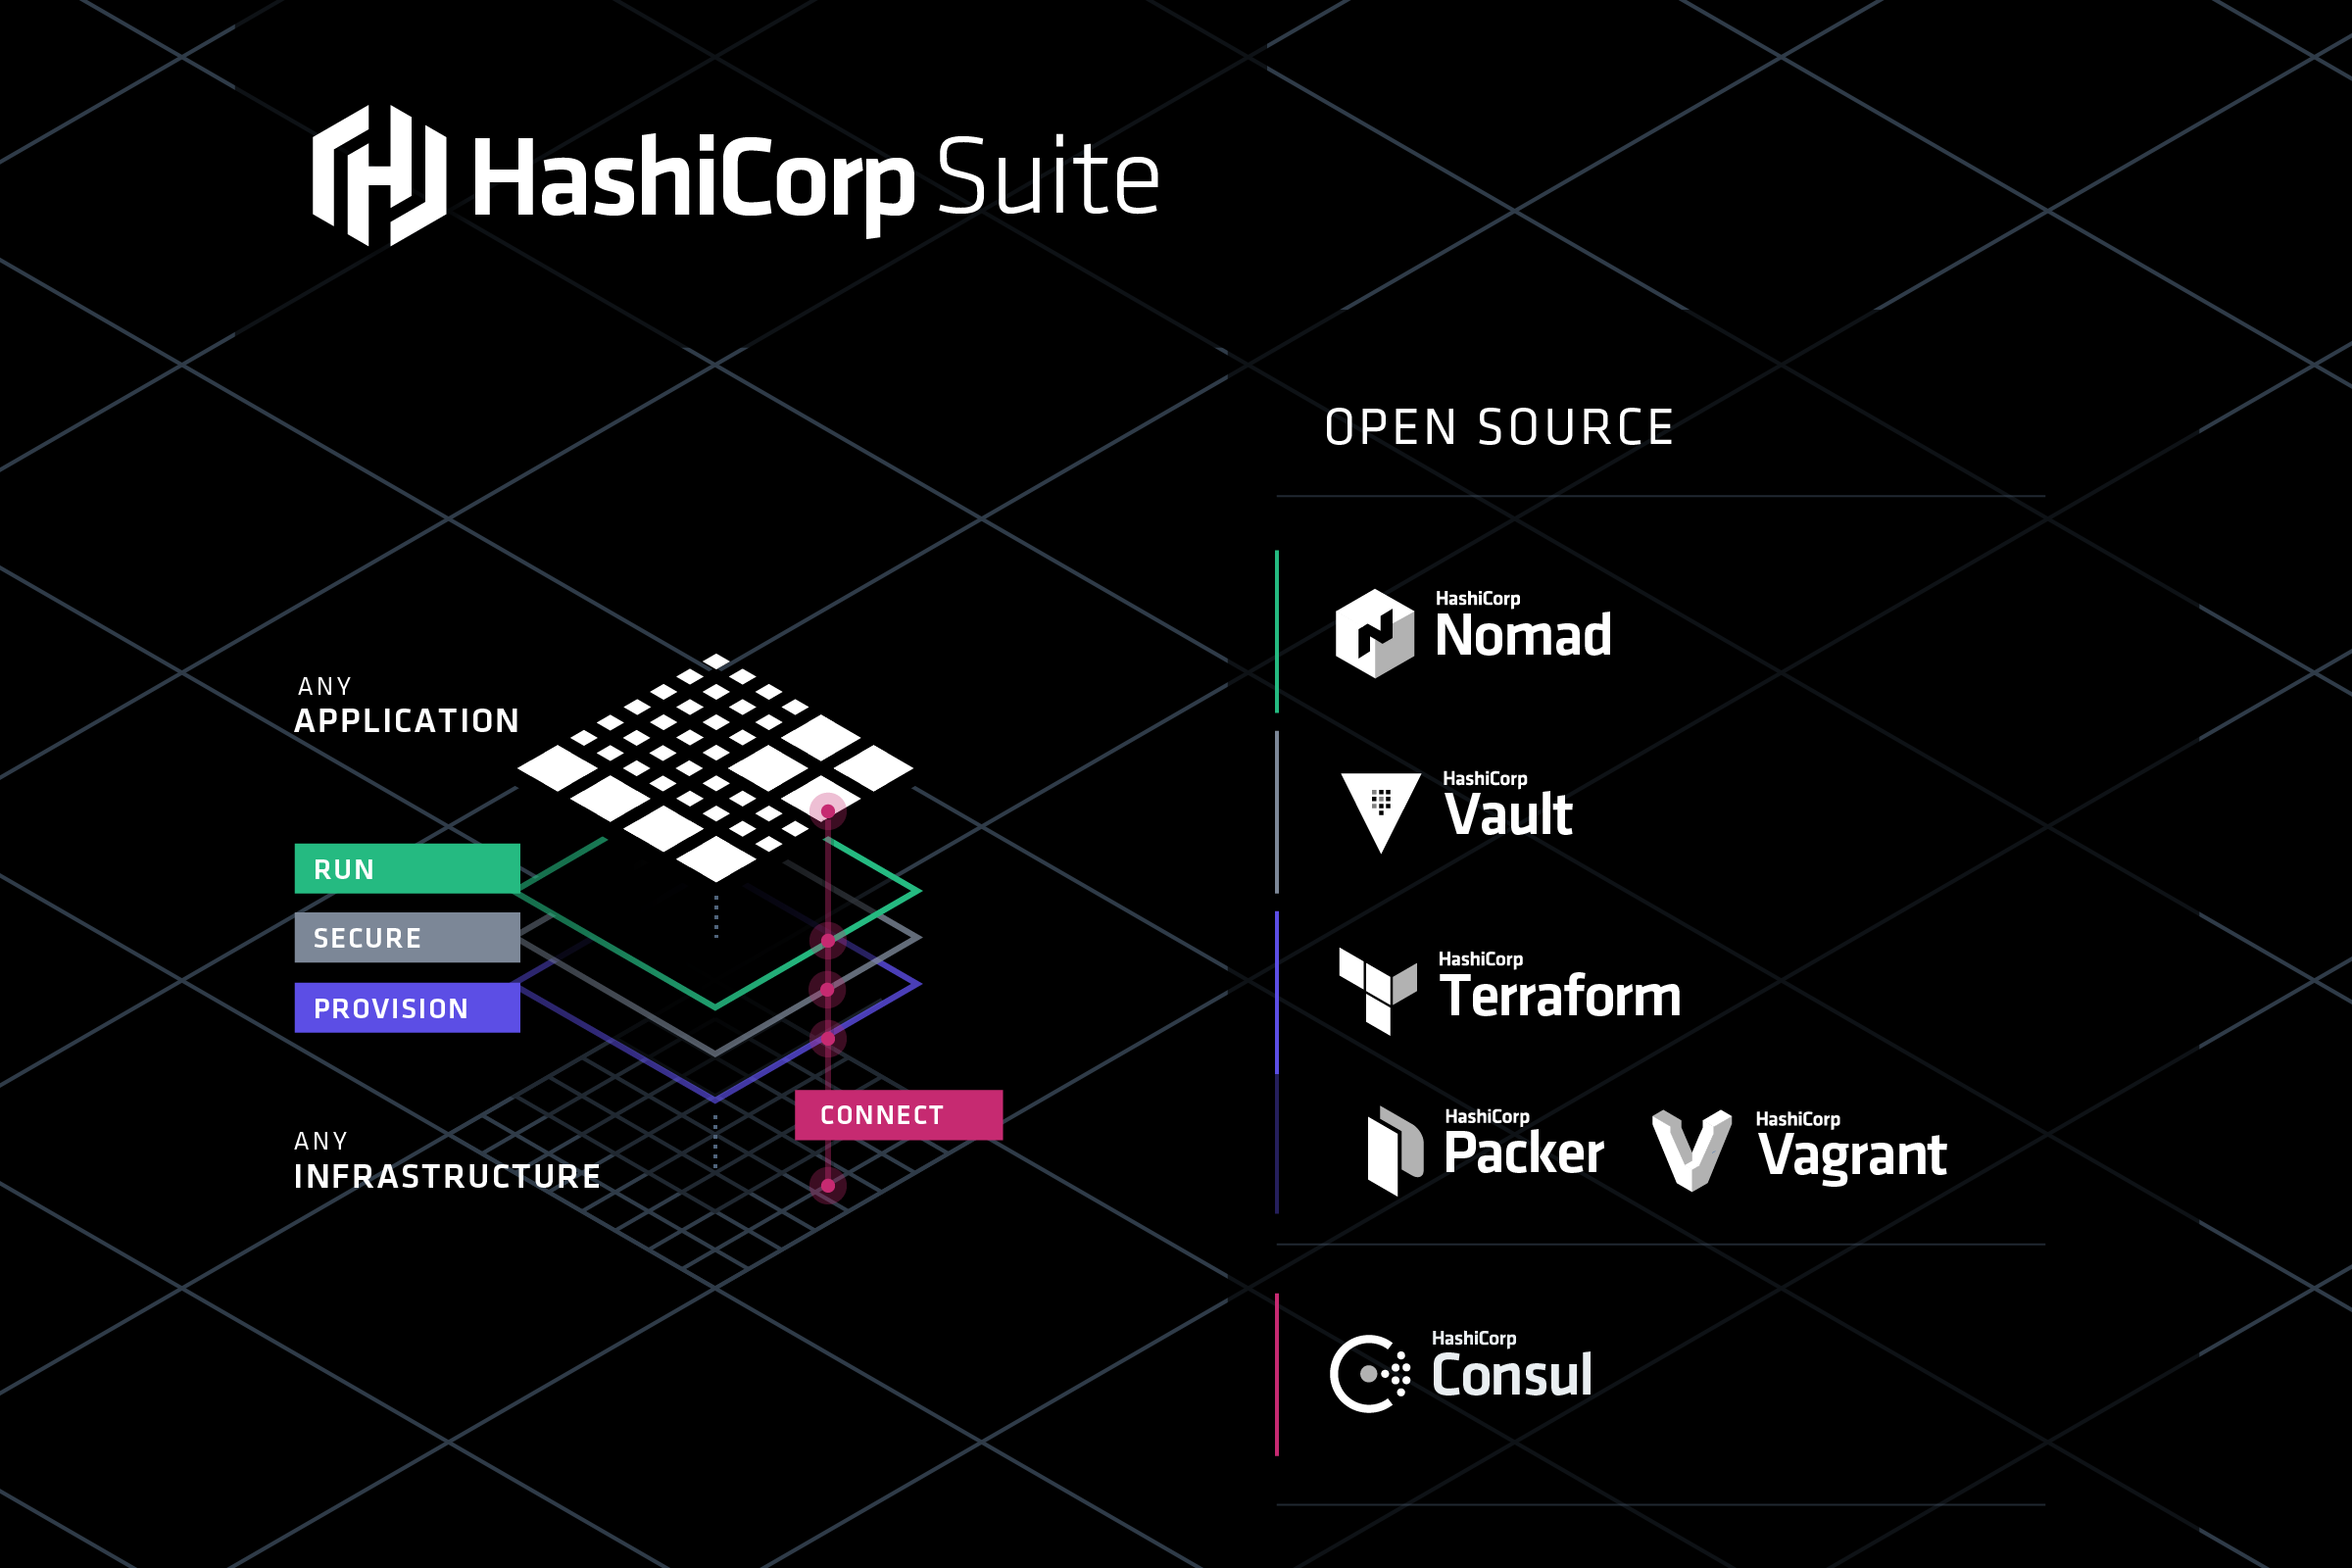 HashiCorp Suite
ANY
APPLICATION
RUN
SECURE
PROVISION
CONNECT
ANY
INFRASTRUCTURE
OPEN SOURCE
HashiCorp
Nomad
HashiCorp
Vault
HashiCorp
Terraform
HashiCorp
Packer
HashiCorp
Vagrant
HashiCorp
Consul